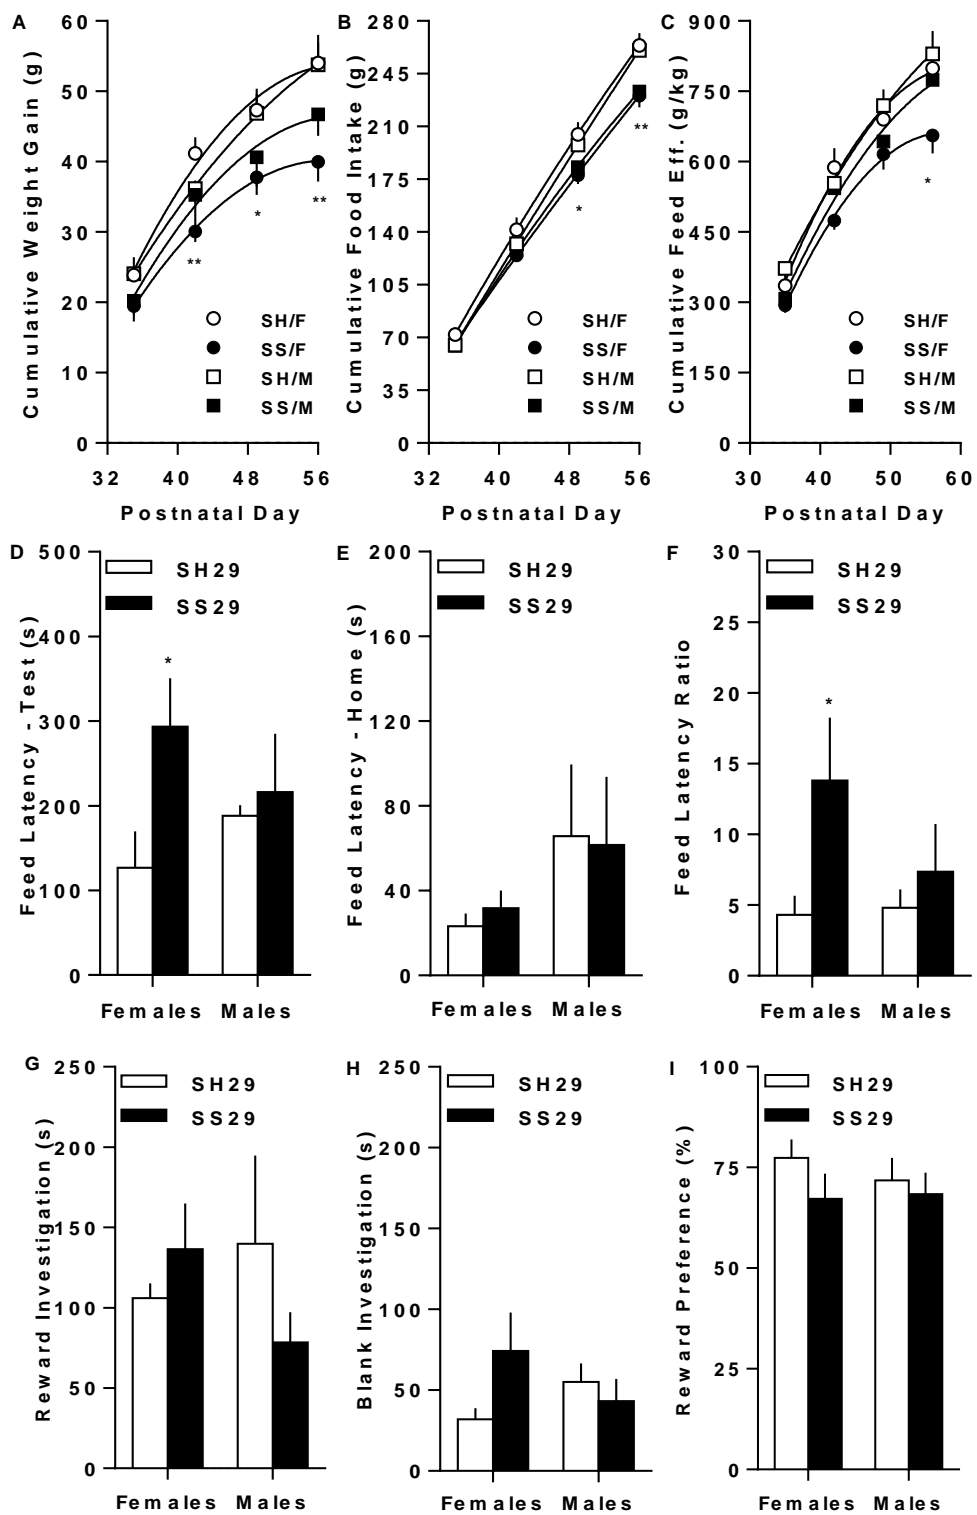 A
Cumulative Weight Gain (g)
60
50
40
30
20
10
0
**
*
**
SH/F
SS/F
SH/M
SS/M
32 40 48 56
Postnatal Day
B
Cumulative Food Intake (g)
280
245
210
175
140
105
70
35
0
**
*
SH/F
SS/F
SH/M
SS/M
32 40 48 56
Postnatal Day
C
Cumulative Feed Eff. (g/kg)
900
750
600
450
300
150
0
*
SH/F
SS/F
SH/M
SS/M
30 40 50 60
Postnatal Day
D
Feed Latency - Test (s)
500
400
300
200
100
0
SH29
SS29
*
Females Males
E
Feed Latency - Home (s)
200
160
120
80
40
0
SH29
SS29
Females Males
F
Feed Latency Ratio
30
25
20
15
10
5
0
SH29
SS29
*
Females Males
G
Reward Investigation (s)
250
200
150
100
50
0
SH29
SS29
Females Males
H
Blank Investigation (s)
250
200
150
100
50
0
SH29
SS29
Females Males
I
Reward Preference (%)
100
75
50
25
0
SH29
SS29
Females Males